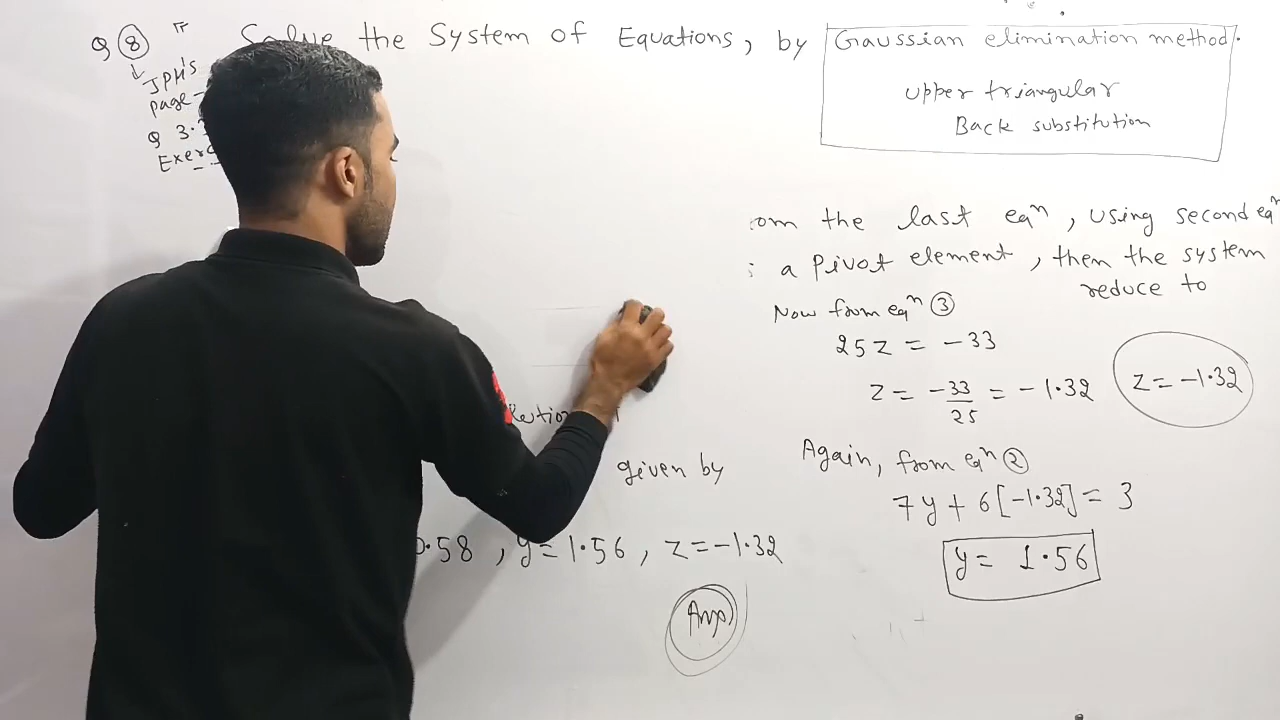 Q 8 Solve the System of Equations, by Gaussian elimination method.
JPH's
page-
Q 3.
Exerc
Upper triangular
Back substitution
om the last eqⁿ, using second eqⁿ
a Pivot element, then the system
reduce to
Now from eqⁿ ③
25z = -33
z = -33/25 = -1.32
z = -1.32
Again, from eqⁿ ②
7y + 6[-1.32] = 3
y = 1.56
lution
given by
0.58, y = 1.56, z = -1.32
Ans